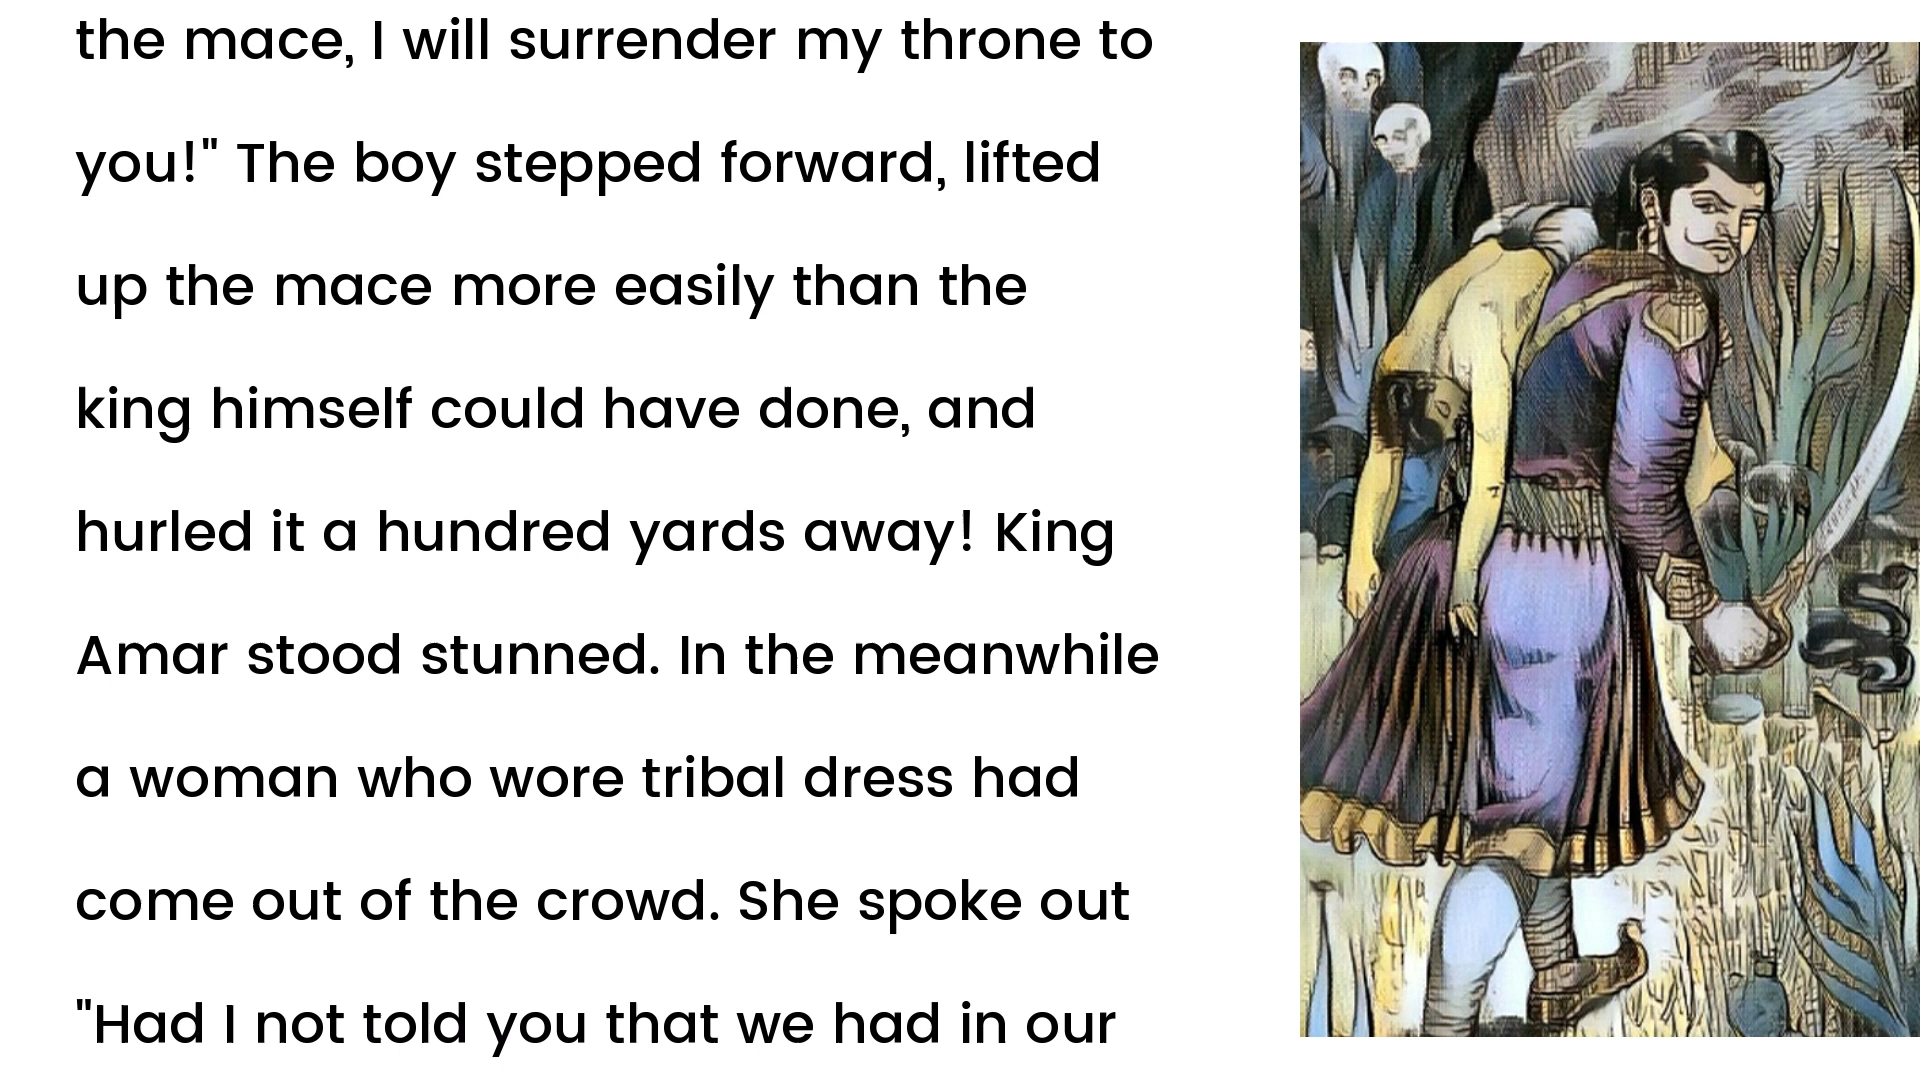 the mace, I will surrender my throne to
you!" The boy stepped forward, lifted
up the mace more easily than the
king himself could have done, and
hurled it a hundred yards away! King
Amar stood stunned. In the meanwhile
a woman who wore tribal dress had
come out of the crowd. She spoke out
"Had I not told you that we had in our